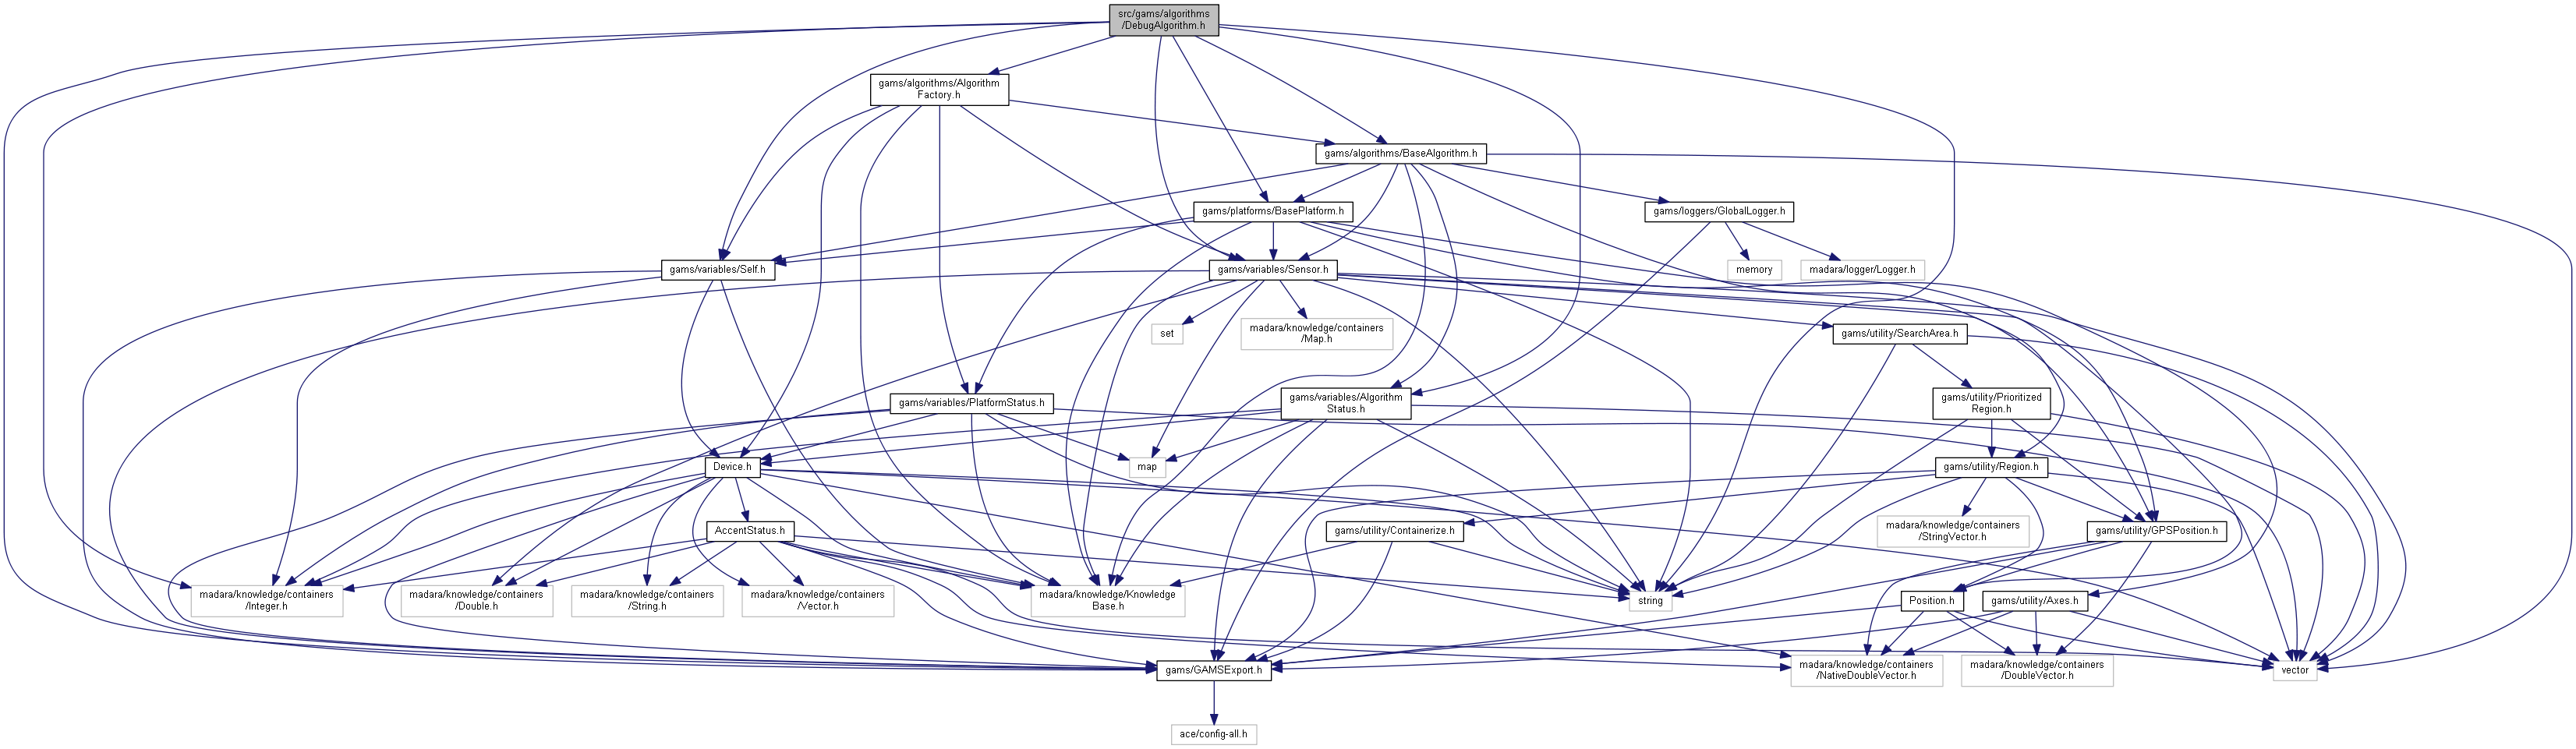 src/gams/algorithms
/DebugAlgorithm.h
gams/algorithms/Algorithm
Factory.h
gams/algorithms/BaseAlgorithm.h
gams/platforms/BasePlatform.h
gams/loggers/GlobalLogger.h
gams/variables/Self.h
gams/variables/Sensor.h
memory
madara/logger/Logger.h
set
madara/knowledge/containers
/Map.h
gams/utility/SearchArea.h
gams/variables/PlatformStatus.h
gams/variables/Algorithm
Status.h
gams/utility/Prioritized
Region.h
Device.h
map
gams/utility/Region.h
AccentStatus.h
gams/utility/Containerize.h
madara/knowledge/containers
/StringVector.h
gams/utility/GPSPosition.h
madara/knowledge/containers
/Integer.h
madara/knowledge/containers
/Double.h
madara/knowledge/containers
/String.h
madara/knowledge/containers
/Vector.h
madara/knowledge/Knowledge
Base.h
string
Position.h
gams/utility/Axes.h
gams/GAMSExport.h
madara/knowledge/containers
/NativeDoubleVector.h
madara/knowledge/containers
/DoubleVector.h
vector
ace/config-all.h